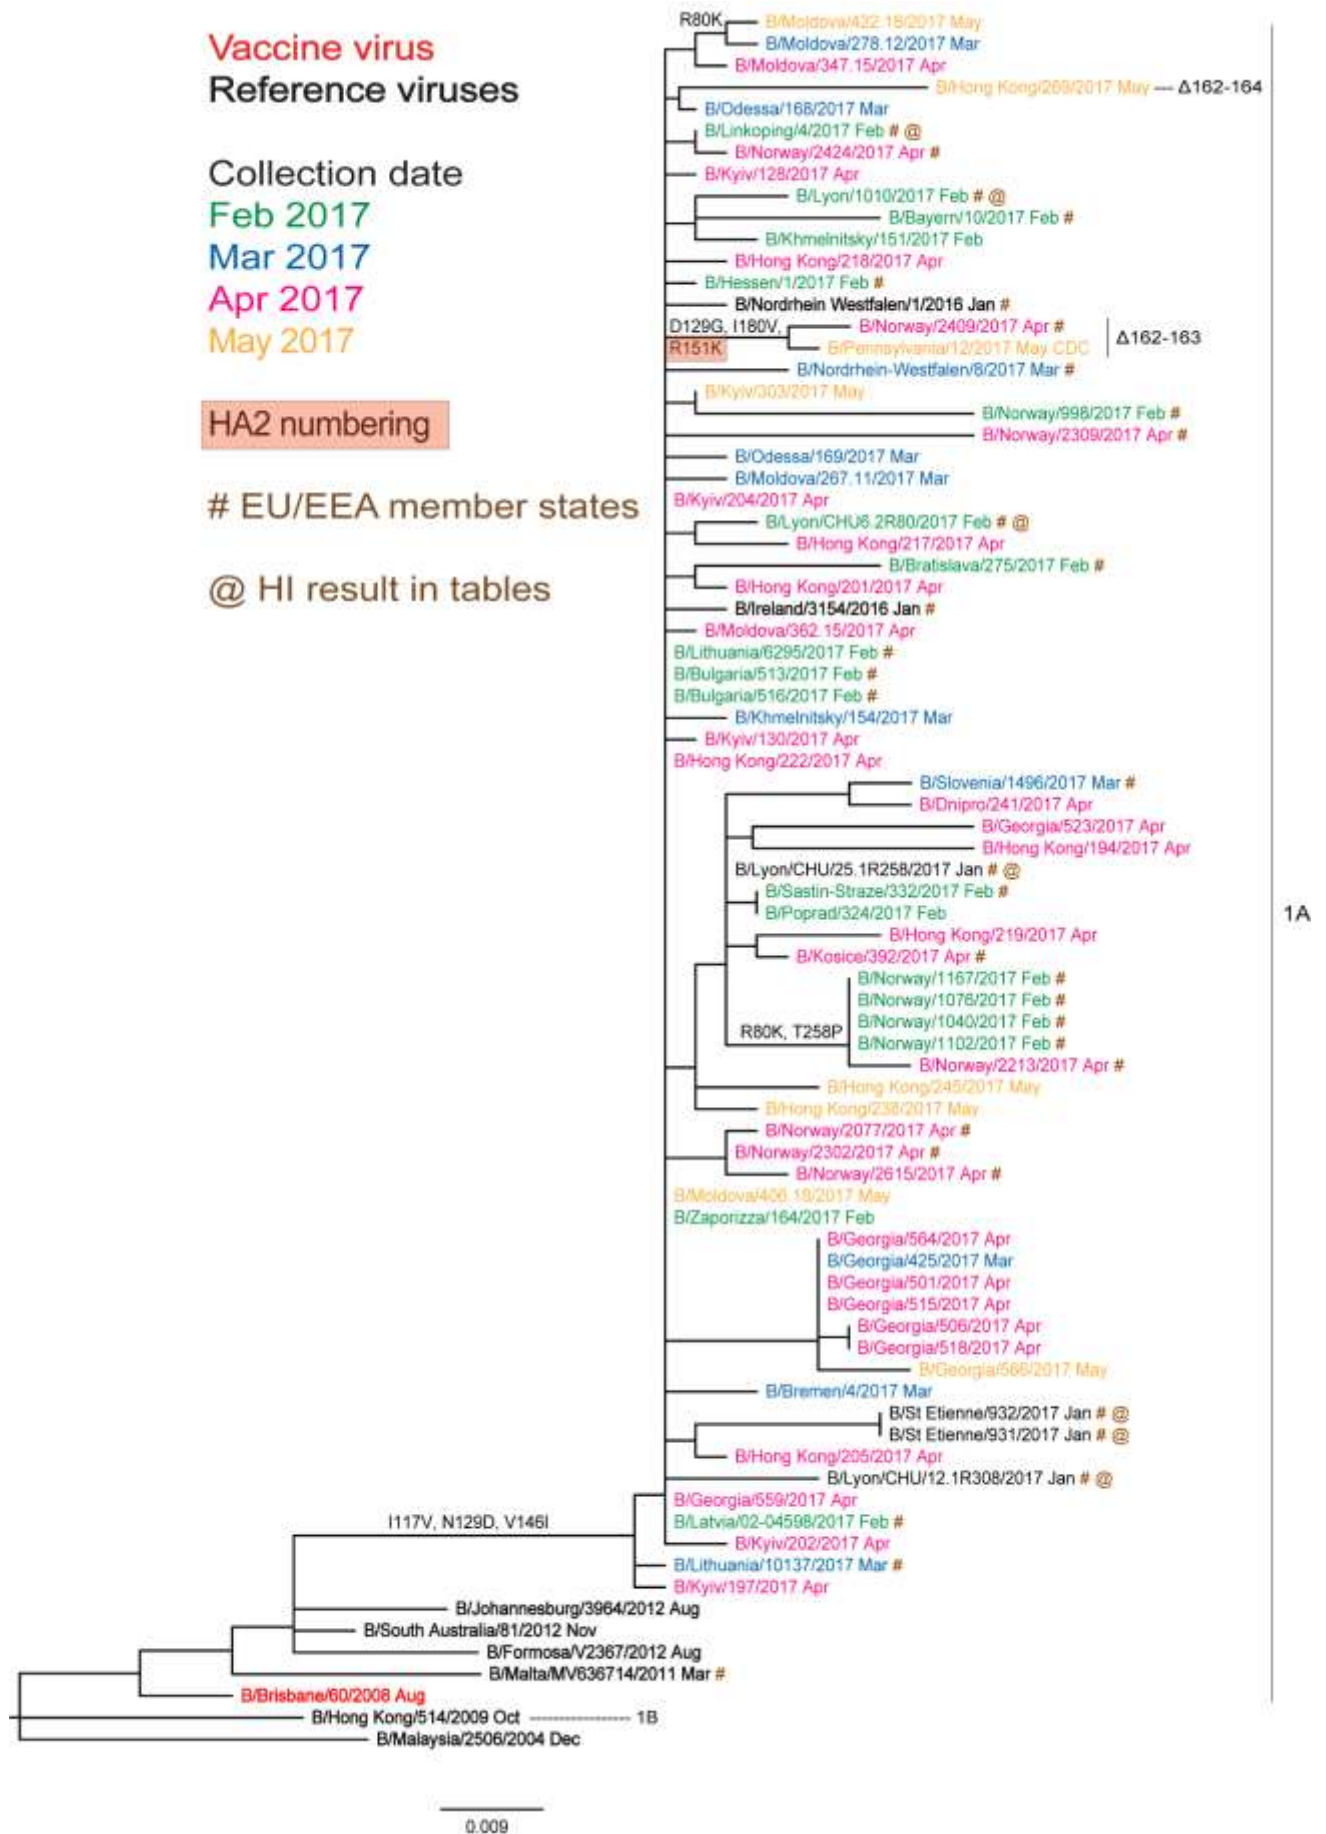 Vaccine virus
Reference viruses
Collection date
Feb 2017
Mar 2017
Apr 2017
May 2017
HA2 numbering
# EU/EEA member states
@ HI result in tables
R80K
B/Moldova/432.18/2017 May
B/Moldova/278.12/2017 Mar
B/Moldova/347.15/2017 Apr
B/Hong Kong/269/2017 May --- Δ162-164
B/Odessa/168/2017 Mar
B/Linkoping/4/2017 Feb # @
B/Norway/2424/2017 Apr #
B/Kyiv/128/2017 Apr
B/Lyon/1010/2017 Feb # @
B/Bayern/10/2017 Feb #
B/Khmelnitsky/151/2017 Feb
B/Hong Kong/218/2017 Apr
B/Hessen/1/2017 Feb #
B/Nordrhein Westfalen/1/2016 Jan #
D129G, I180V,
R151K
B/Norway/2409/2017 Apr #
B/Pennsylvania/12/2017 May CDC
Δ162-163
B/Nordrhein-Westfalen/8/2017 Mar #
B/Kyiv/303/2017 May
B/Norway/998/2017 Feb #
B/Norway/2309/2017 Apr #
B/Odessa/169/2017 Mar
B/Moldova/267.11/2017 Mar
B/Kyiv/204/2017 Apr
B/Lyon/CHU6.2R80/2017 Feb # @
B/Hong Kong/217/2017 Apr
B/Bratislava/275/2017 Feb #
B/Hong Kong/201/2017 Apr
B/Ireland/3154/2016 Jan #
B/Moldova/362.15/2017 Apr
B/Lithuania/6295/2017 Feb #
B/Bulgaria/513/2017 Feb #
B/Bulgaria/516/2017 Feb #
B/Khmelnitsky/154/2017 Mar
B/Kyiv/130/2017 Apr
B/Hong Kong/222/2017 Apr
B/Slovenia/1496/2017 Mar #
B/Dnipro/241/2017 Apr
B/Georgia/523/2017 Apr
B/Hong Kong/194/2017 Apr
B/Lyon/CHU/25.1R258/2017 Jan # @
B/Sastin-Straze/332/2017 Feb #
B/Poprad/324/2017 Feb
1A
B/Hong Kong/219/2017 Apr
B/Kosice/392/2017 Apr #
B/Norway/1167/2017 Feb #
B/Norway/1076/2017 Feb #
B/Norway/1040/2017 Feb #
R80K, T258P
B/Norway/1102/2017 Feb #
B/Norway/2213/2017 Apr #
B/Hong Kong/245/2017 May
B/Hong Kong/238/2017 May
B/Norway/2077/2017 Apr #
B/Norway/2302/2017 Apr #
B/Norway/2615/2017 Apr #
B/Moldova/406.18/2017 May
B/Zaporizza/164/2017 Feb
B/Georgia/564/2017 Apr
B/Georgia/425/2017 Mar
B/Georgia/501/2017 Apr
B/Georgia/515/2017 Apr
B/Georgia/506/2017 Apr
B/Georgia/518/2017 Apr
B/Georgia/566/2017 May
B/Bremen/4/2017 Mar
B/St Etienne/932/2017 Jan # @
B/St Etienne/931/2017 Jan # @
B/Hong Kong/205/2017 Apr
B/Lyon/CHU/12.1R308/2017 Jan # @
B/Georgia/559/2017 Apr
I117V, N129D, V146I
B/Latvia/02-04598/2017 Feb #
B/Kyiv/202/2017 Apr
B/Lithuania/10137/2017 Mar #
B/Kyiv/197/2017 Apr
B/Johannesburg/3964/2012 Aug
B/South Australia/81/2012 Nov
B/Formosa/V2367/2012 Aug
B/Malta/MV636714/2011 Mar #
B/Brisbane/60/2008 Aug
B/Hong Kong/514/2009 Oct ----------------- 1B
B/Malaysia/2506/2004 Dec
0.009